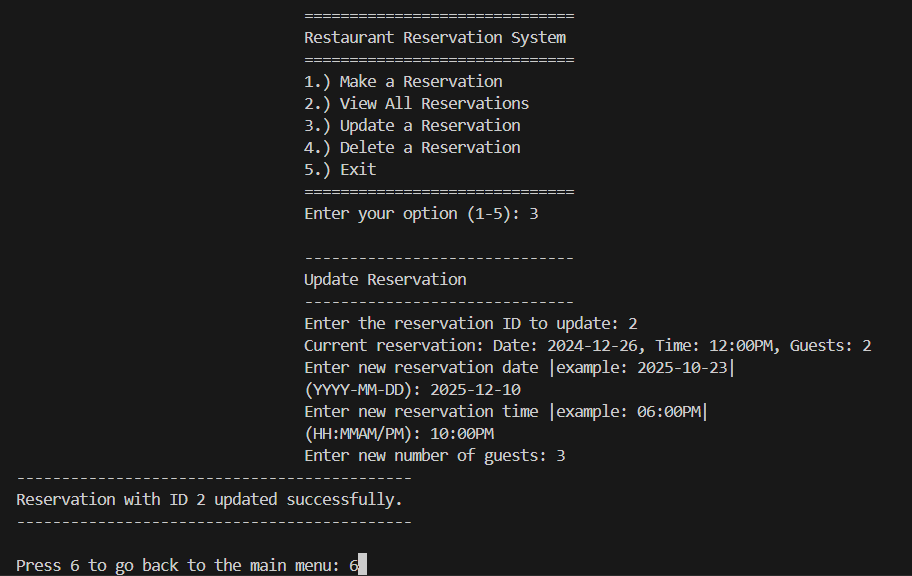 ==============================
Restaurant Reservation System
==============================
1.) Make a Reservation
2.) View All Reservations
3.) Update a Reservation
4.) Delete a Reservation
5.) Exit
==============================
Enter your option (1-5): 3
------------------------------
Update Reservation
------------------------------
Enter the reservation ID to update: 2
Current reservation: Date: 2024-12-26, Time: 12:00PM, Guests: 2
Enter new reservation date |example: 2025-10-23|
(YYYY-MM-DD): 2025-12-10
Enter new reservation time |example: 06:00PM|
(HH:MMAM/PM): 10:00PM
Enter new number of guests: 3
--------------------------------------------
Reservation with ID 2 updated successfully.
--------------------------------------------
Press 6 to go back to the main menu: 6